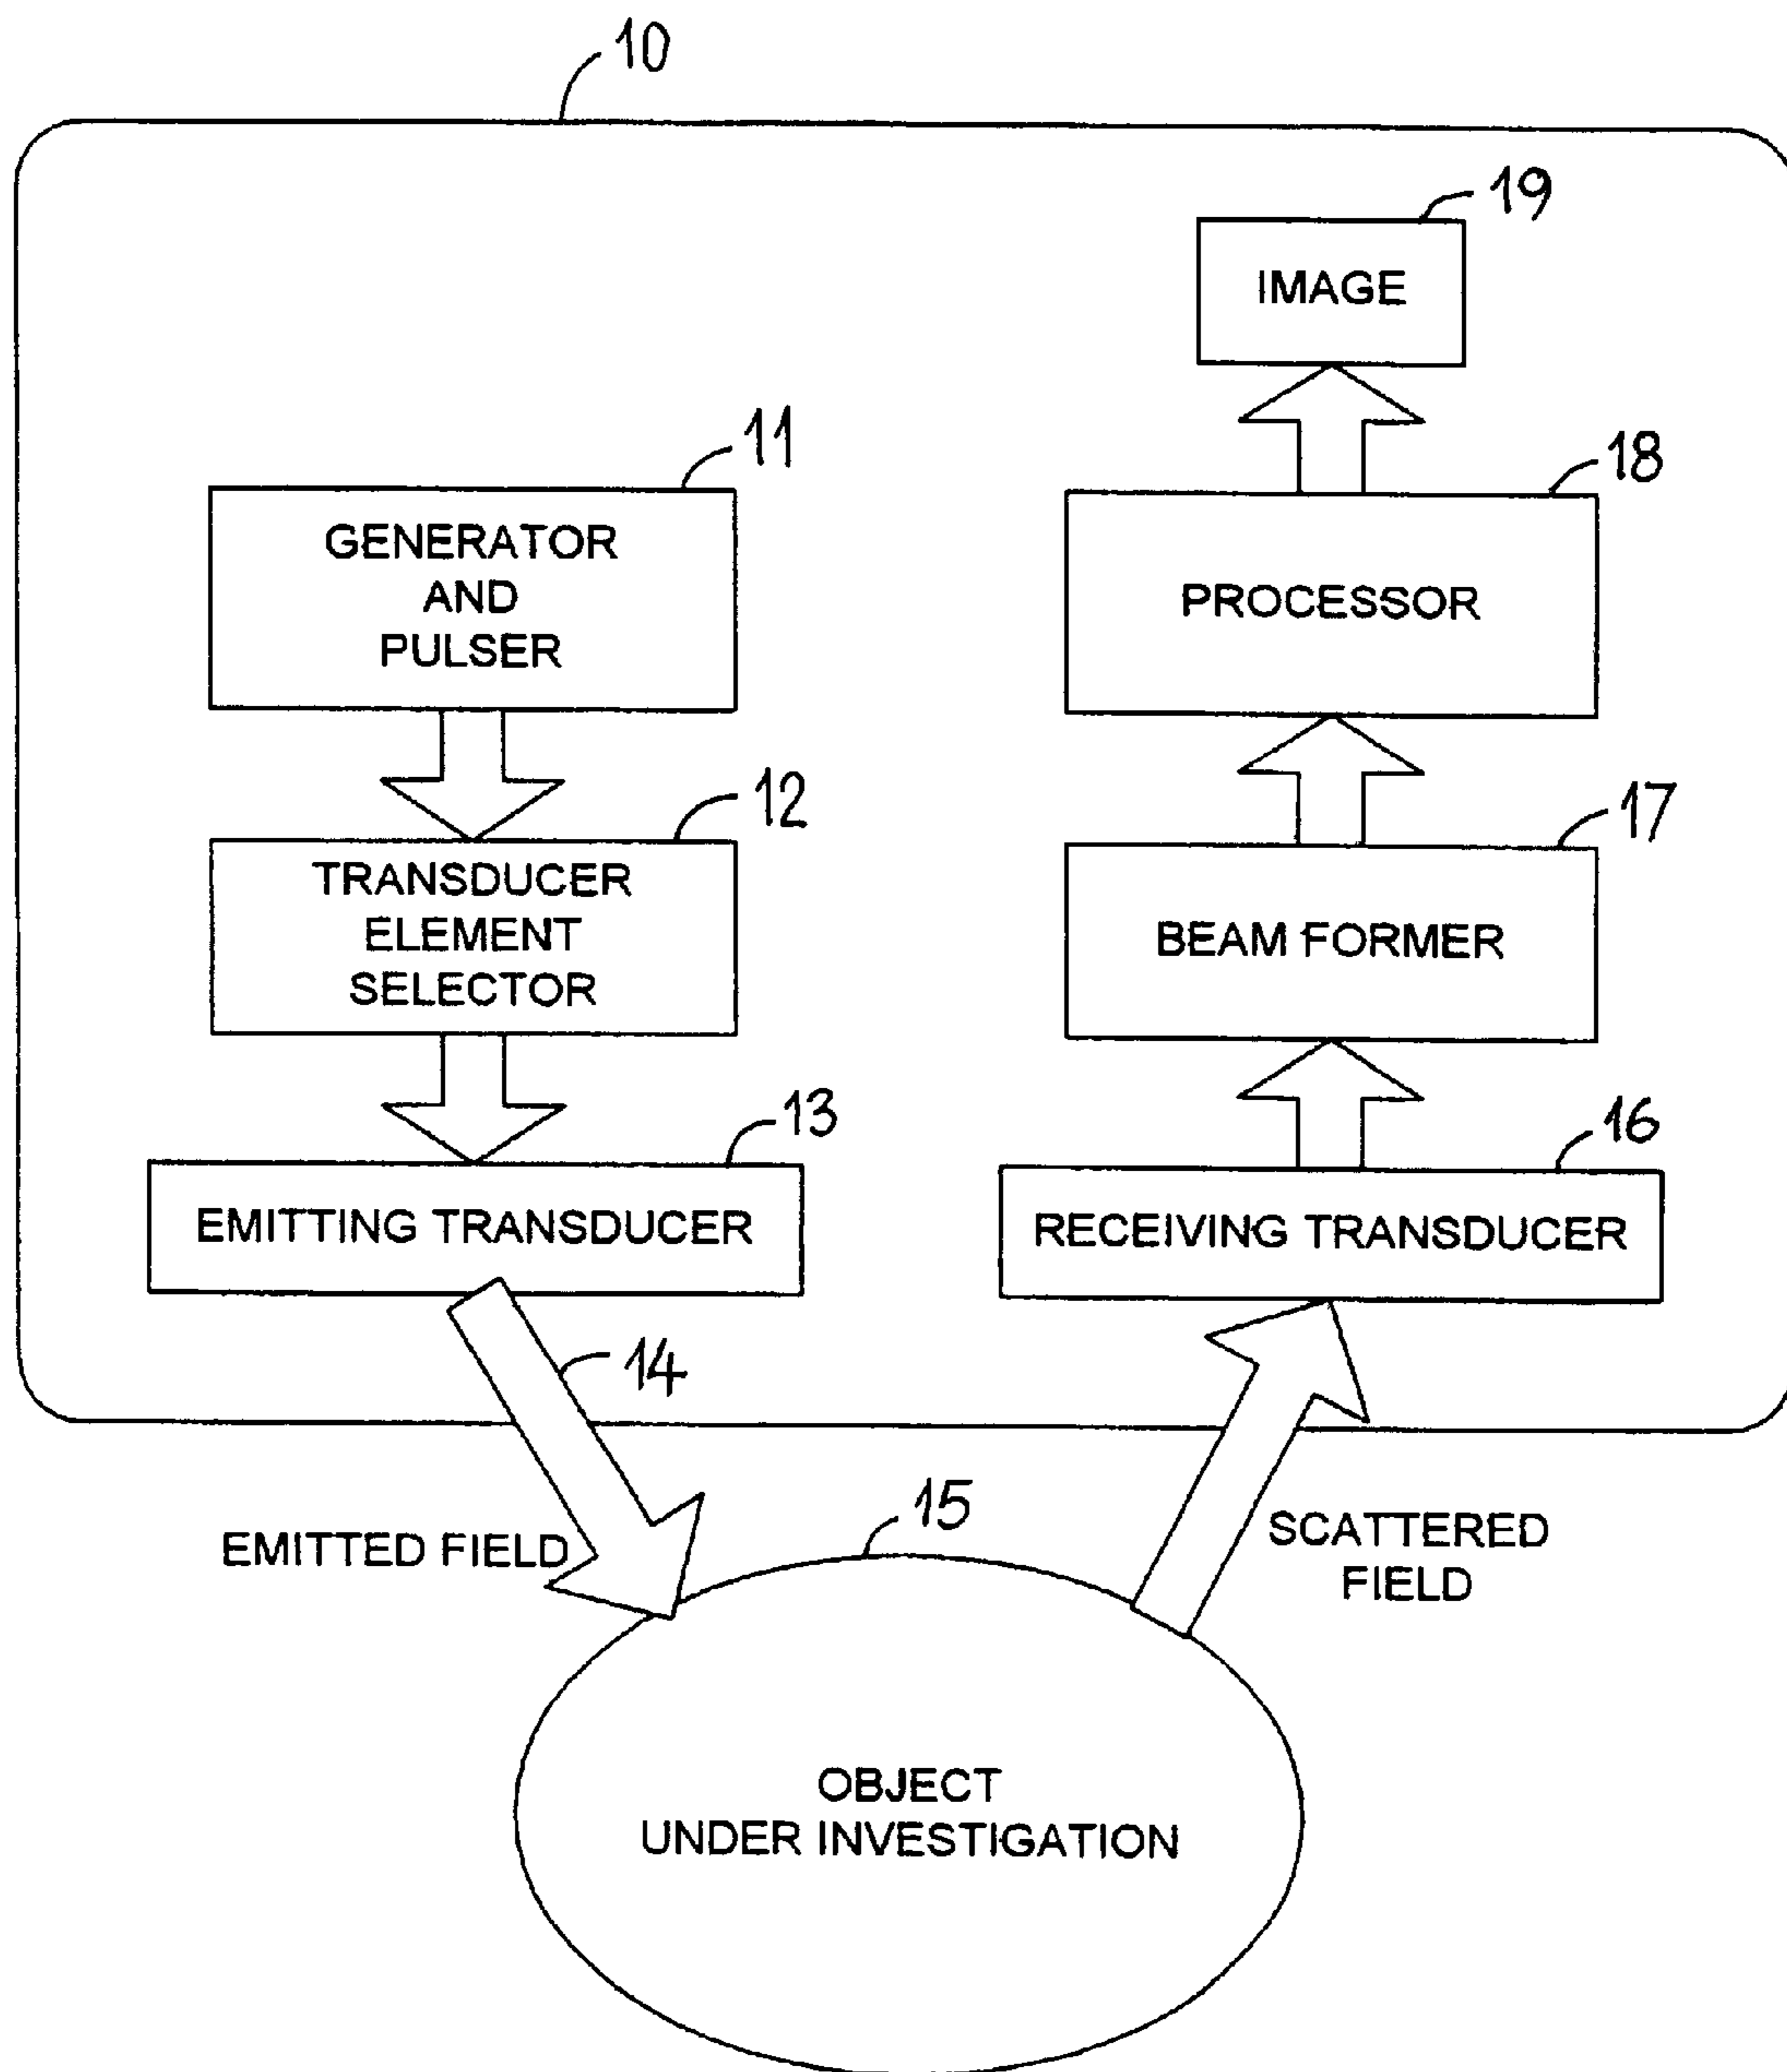 10
19
IMAGE
11
GENERATOR
AND
PULSER
18
PROCESSOR
12
TRANSDUCER
ELEMENT
SELECTOR
17
BEAM FORMER
13
EMITTING TRANSDUCER
16
RECEIVING TRANSDUCER
14
EMITTED FIELD
15
SCATTERED
FIELD
OBJECT
UNDER INVESTIGATION